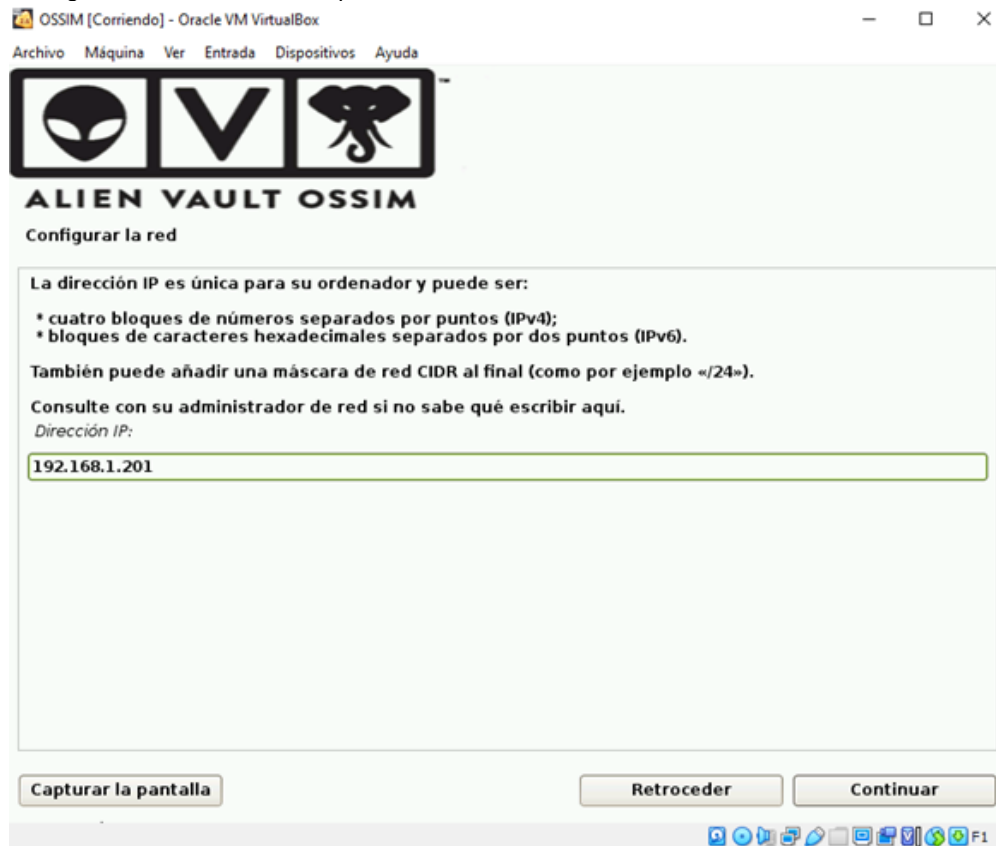 OSSIM [Corriendo] - Oracle VM VirtualBox
Archivo Máquina Ver Entrada Dispositivos Ayuda
V ™
ALIEN VAULT OSSIM
Configurar la red
La dirección IP es única para su ordenador y puede ser:
* cuatro bloques de números separados por puntos (IPv4);
* bloques de caracteres hexadecimales separados por dos puntos (IPv6).
También puede añadir una máscara de red CIDR al final (como por ejemplo «/24»).
Consulte con su administrador de red si no sabe qué escribir aquí.
Dirección IP:
192.168.1.201
Capturar la pantalla Retroceder Continuar
F1